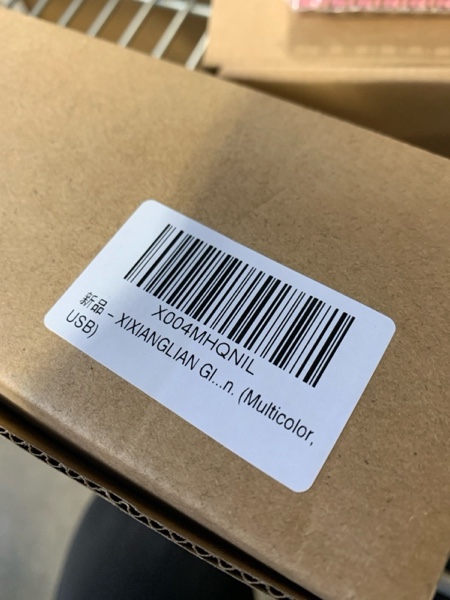 X004MHQNIL
新品 - XIXIANGLIAN Gl...n. (Multicolor,
USB)